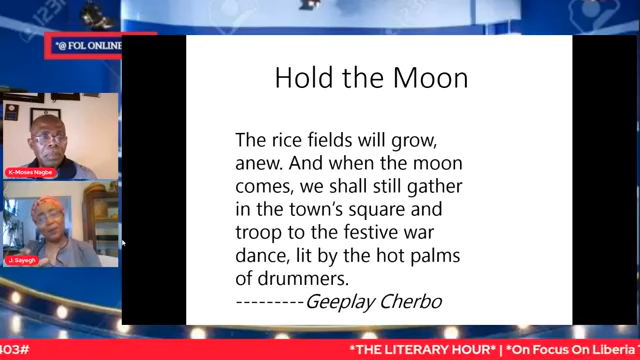 *@ FOL ONLINE
Hold the Moon
The rice fields will grow,
anew. And when the moon
comes, we shall still gather
in the town's square and
troop to the festive war
dance, lit by the hot palms
of drummers.
---------Geeplay Cherbo
K-Moses Nagbe
J. Sayegh
403# *THE LITERARY HOUR* | *On Focus On Liberia